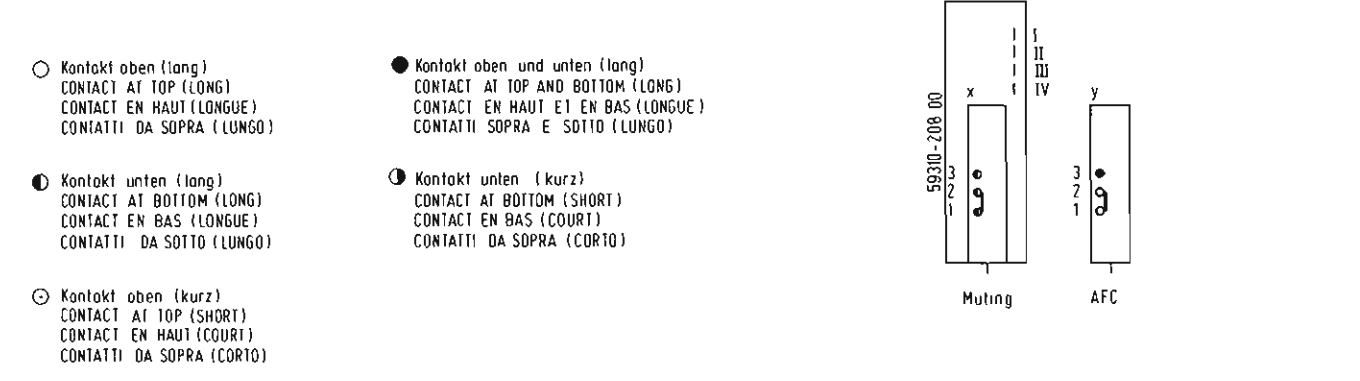 Kontakt oben (lang)
CONTACT AT TOP (LONG)
CONTACT EN HAUT (LONGUE)
CONTATTI DA SOPRA (LUNGO)
Kontakt unten (lang)
CONTACT AT BOTTOM (LONG)
CONTACT EN BAS (LONGUE)
CONTATTI DA SOTTO (LUNGO)
Kontakt oben (kurz)
CONTACT AT TOP (SHORT)
CONTACT EN HAUT (COURT)
CONTATTI DA SOPRA (CORTO)
Kontakt oben und unten (lang)
CONTACT AT TOP AND BOTTOM (LONG)
CONTACT EN HAUT ET EN BAS (LONGUE)
CONTATTI SOPRA E SOTTO (LUNGO)
Kontakt unten (kurz)
CONTACT AT BOTTOM (SHORT)
CONTACT EN BAS (COURT)
CONTATTI DA SOPRA (CORTO)
59310-208 00
I
II
III
IV
x
3
2
1
Muting
y
3
2
1
AFC